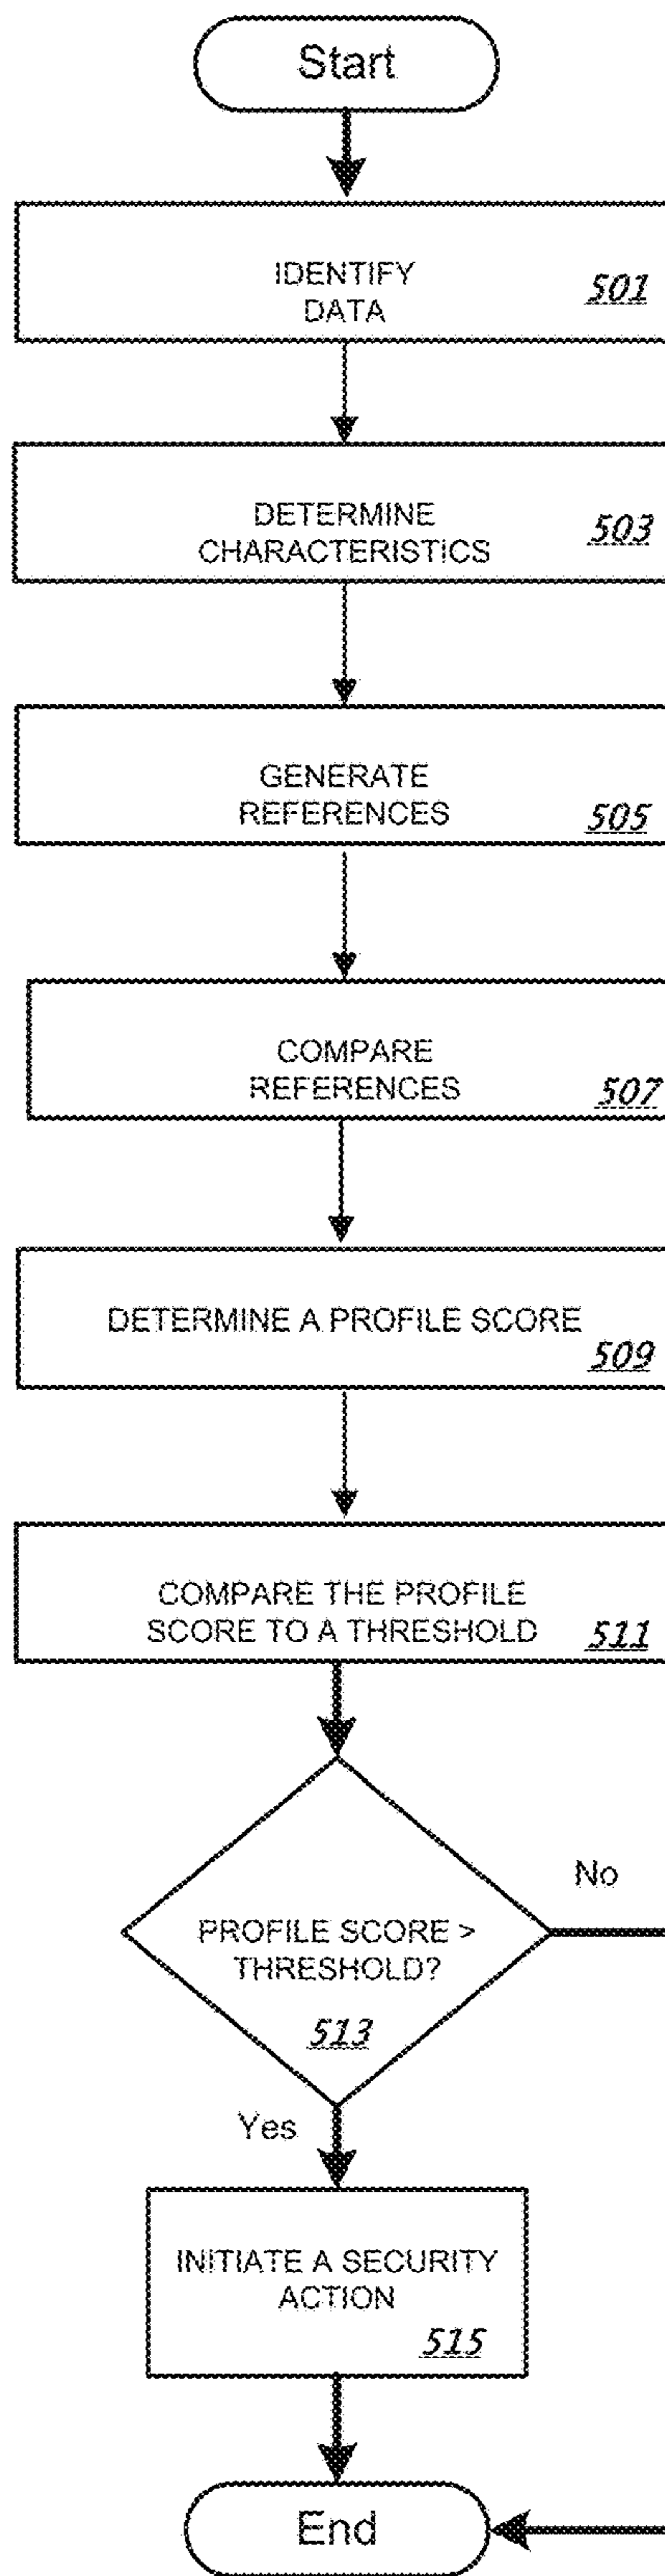 Start
IDENTIFY
DATA
501
DETERMINE
CHARACTERISTICS
503
GENERATE
REFERENCES
505
COMPARE
REFERENCES
507
DETERMINE A PROFILE SCORE
509
COMPARE THE PROFILE
SCORE TO A THRESHOLD
511
No
PROFILE SCORE >
THRESHOLD?
513
Yes
INITIATE A SECURITY
ACTION
515
End